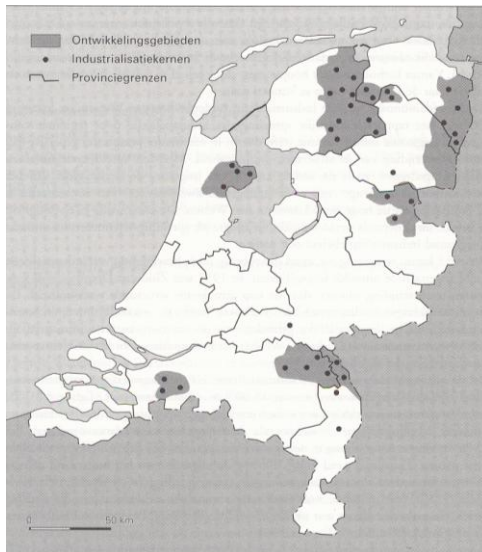 Ontwikkelingsgebieden
Industrialisatiekernen
Provinciegrenzen
0 50 km